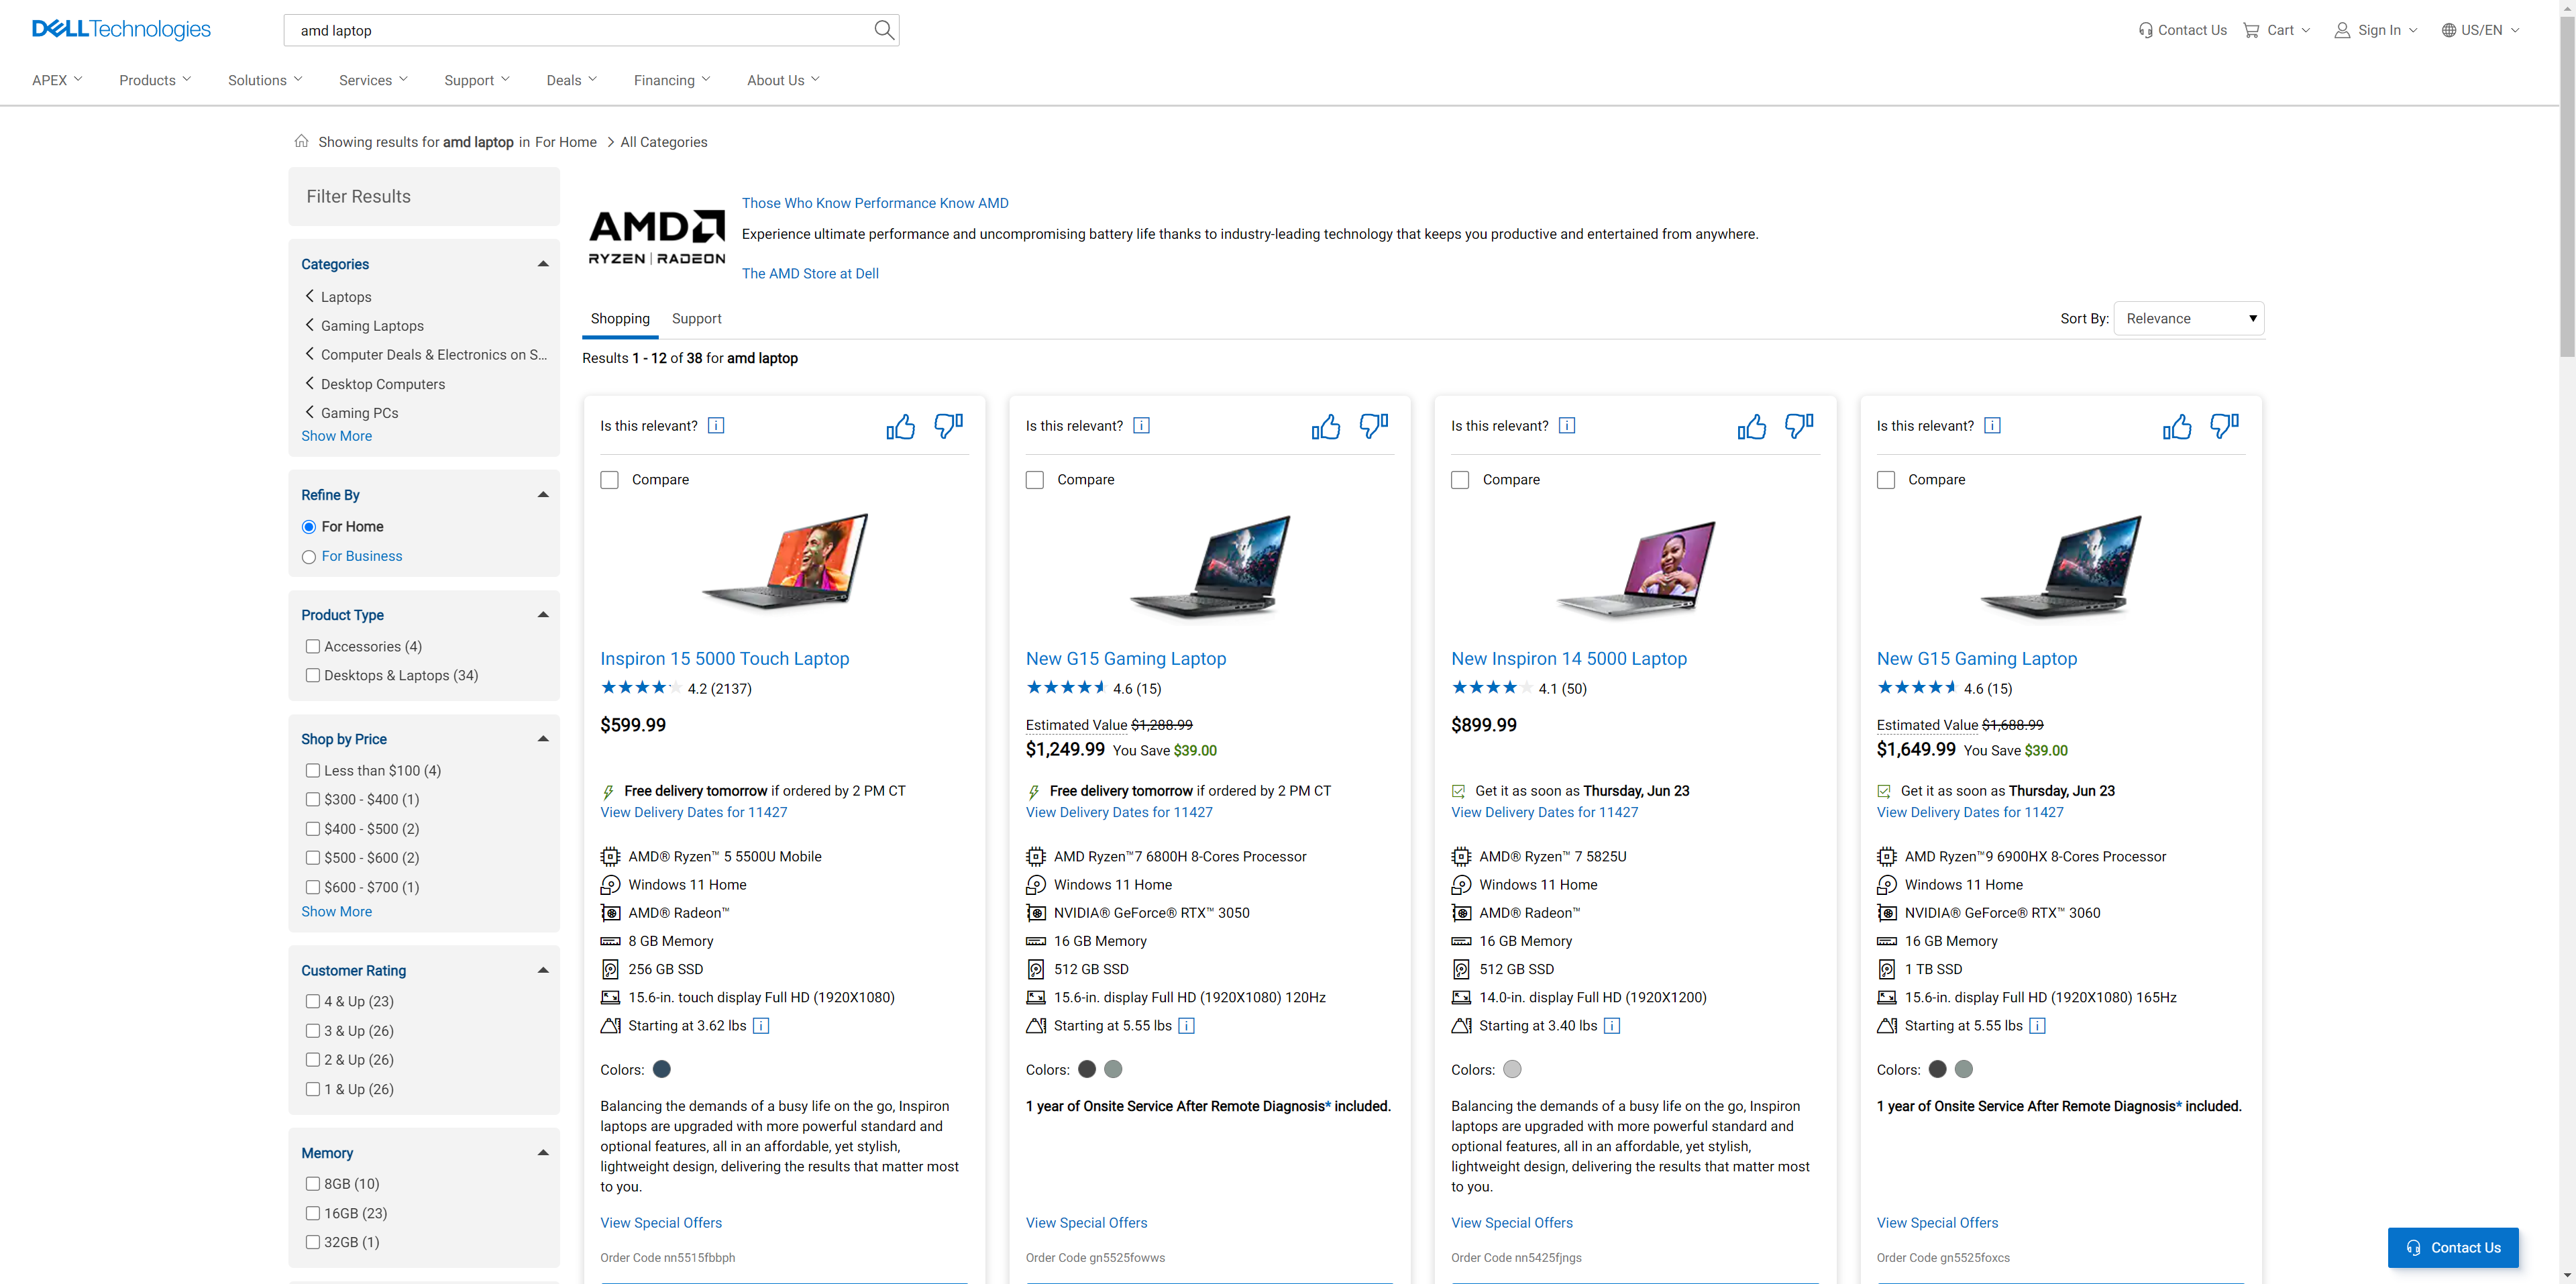 DELL Technologies
amd laptop
Contact Us
Cart
Sign In
US/EN
APEX
Products
Solutions
Services
Support
Deals
Financing
About Us
Showing results for amd laptop in For Home > All Categories
Filter Results
Categories
Laptops
Gaming Laptops
Computer Deals & Electronics on S...
Desktop Computers
Gaming PCs
Show More
Refine By
For Home
For Business
Product Type
Accessories (4)
Desktops & Laptops (34)
Shop by Price
Less than $100 (4)
$300 - $400 (1)
$400 - $500 (2)
$500 - $600 (2)
$600 - $700 (1)
Show More
Customer Rating
4 & Up (23)
3 & Up (26)
2 & Up (26)
1 & Up (26)
Memory
8GB (10)
16GB (23)
32GB (1)
AMD
RYZEN | RADEON
Those Who Know Performance Know AMD
Experience ultimate performance and uncompromising battery life thanks to industry-leading technology that keeps you productive and entertained from anywhere.
The AMD Store at Dell
Shopping
Support
Sort By:
Relevance
Results 1 - 12 of 38 for amd laptop
Is this relevant?
Compare
Inspiron 15 5000 Touch Laptop
4.2 (2137)
$599.99
Free delivery tomorrow if ordered by 2 PM CT
View Delivery Dates for 11427
AMD® Ryzen™ 5 5500U Mobile
Windows 11 Home
AMD® Radeon™
8 GB Memory
256 GB SSD
15.6-in. touch display Full HD (1920X1080)
Starting at 3.62 lbs
Colors:
Balancing the demands of a busy life on the go, Inspiron
laptops are upgraded with more powerful standard and
optional features, all in an affordable, yet stylish,
lightweight design, delivering the results that matter most
to you.
View Special Offers
Order Code nn5515fbbph
Is this relevant?
Compare
New G15 Gaming Laptop
4.6 (15)
Estimated Value $1,288.99
$1,249.99 You Save $39.00
Free delivery tomorrow if ordered by 2 PM CT
View Delivery Dates for 11427
AMD Ryzen™7 6800H 8-Cores Processor
Windows 11 Home
NVIDIA® GeForce® RTX™ 3050
16 GB Memory
512 GB SSD
15.6-in. display Full HD (1920X1080) 120Hz
Starting at 5.55 lbs
Colors:
1 year of Onsite Service After Remote Diagnosis* included.
View Special Offers
Order Code gn5525fowws
Is this relevant?
Compare
New Inspiron 14 5000 Laptop
4.1 (50)
$899.99
Get it as soon as Thursday, Jun 23
View Delivery Dates for 11427
AMD® Ryzen™ 7 5825U
Windows 11 Home
AMD® Radeon™
16 GB Memory
512 GB SSD
14.0-in. display Full HD (1920X1200)
Starting at 3.40 lbs
Colors:
Balancing the demands of a busy life on the go, Inspiron
laptops are upgraded with more powerful standard and
optional features, all in an affordable, yet stylish,
lightweight design, delivering the results that matter most
to you.
View Special Offers
Order Code nn5425fjngs
Is this relevant?
Compare
New G15 Gaming Laptop
4.6 (15)
Estimated Value $1,688.99
$1,649.99 You Save $39.00
Get it as soon as Thursday, Jun 23
View Delivery Dates for 11427
AMD Ryzen™9 6900HX 8-Cores Processor
Windows 11 Home
NVIDIA® GeForce® RTX™ 3060
16 GB Memory
1 TB SSD
15.6-in. display Full HD (1920X1080) 165Hz
Starting at 5.55 lbs
Colors:
1 year of Onsite Service After Remote Diagnosis* included.
View Special Offers
Order Code gn5525foxcs
Contact Us